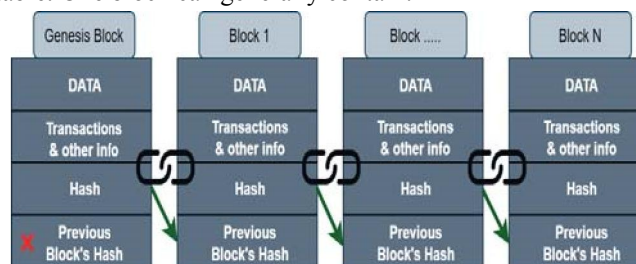 Genesis Block
DATA
Transactions
& other info
Hash
X Previous
Block's Hash
Block 1
DATA
Transactions
& other info
Hash
Previous
Block's Hash
Block .....
DATA
Transactions
& other info
Hash
Previous
Block's Hash
Block N
DATA
Transactions
& other info
Hash
Previous
Block's Hash